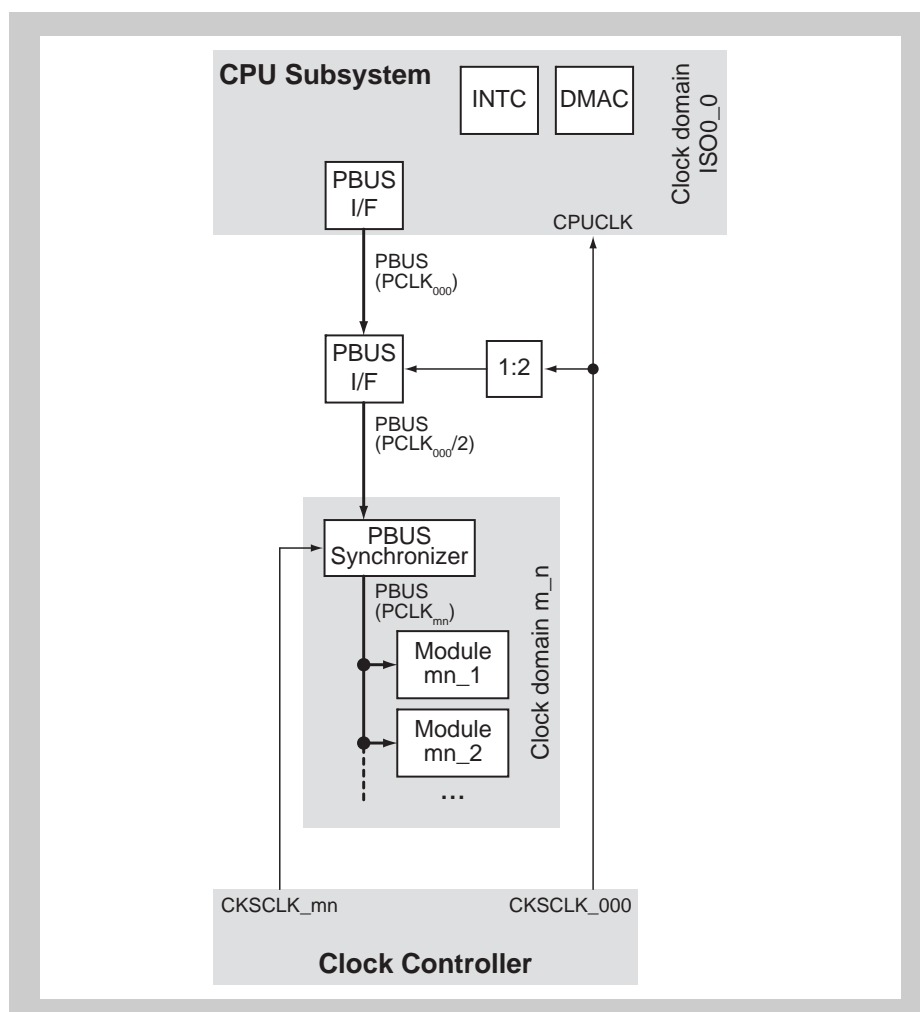 CPU Subsystem
INTC
DMAC
Clock domain
ISO0_0
PBUS
I/F
CPUCLK
PBUS
(PCLK000)
PBUS
I/F
1:2
PBUS
(PCLK000/2)
PBUS
Synchronizer
PBUS
(PCLKmn)
Module
mn_1
Module
mn_2
...
Clock domain m_n
CKSCLK_mn
CKSCLK_000
Clock Controller